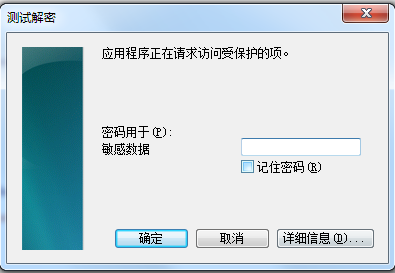 测试解密
应用程序正在请求访问受保护的项。
密码用于(P):
敏感数据
记住密码(R)
确定 取消 详细信息(D)...